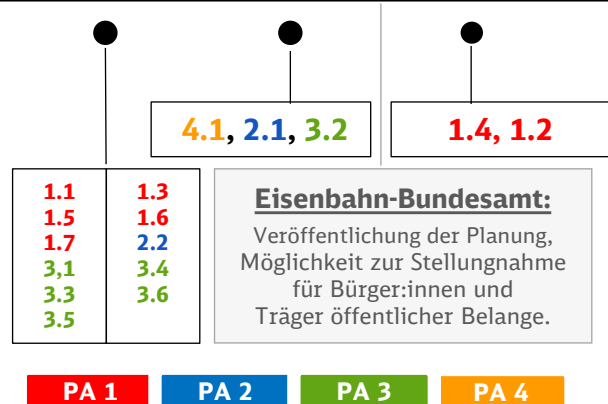 4.1, 2.1, 3.2
1.4, 1.2
1.1 1.3
1.5 1.6
1.7 2.2
3,1 3.4
3.3 3.6
3.5
Eisenbahn-Bundesamt:
Veröffentlichung der Planung,
Möglichkeit zur Stellungnahme
für Bürger:innen und
Träger öffentlicher Belange.
PA 1 PA 2 PA 3 PA 4